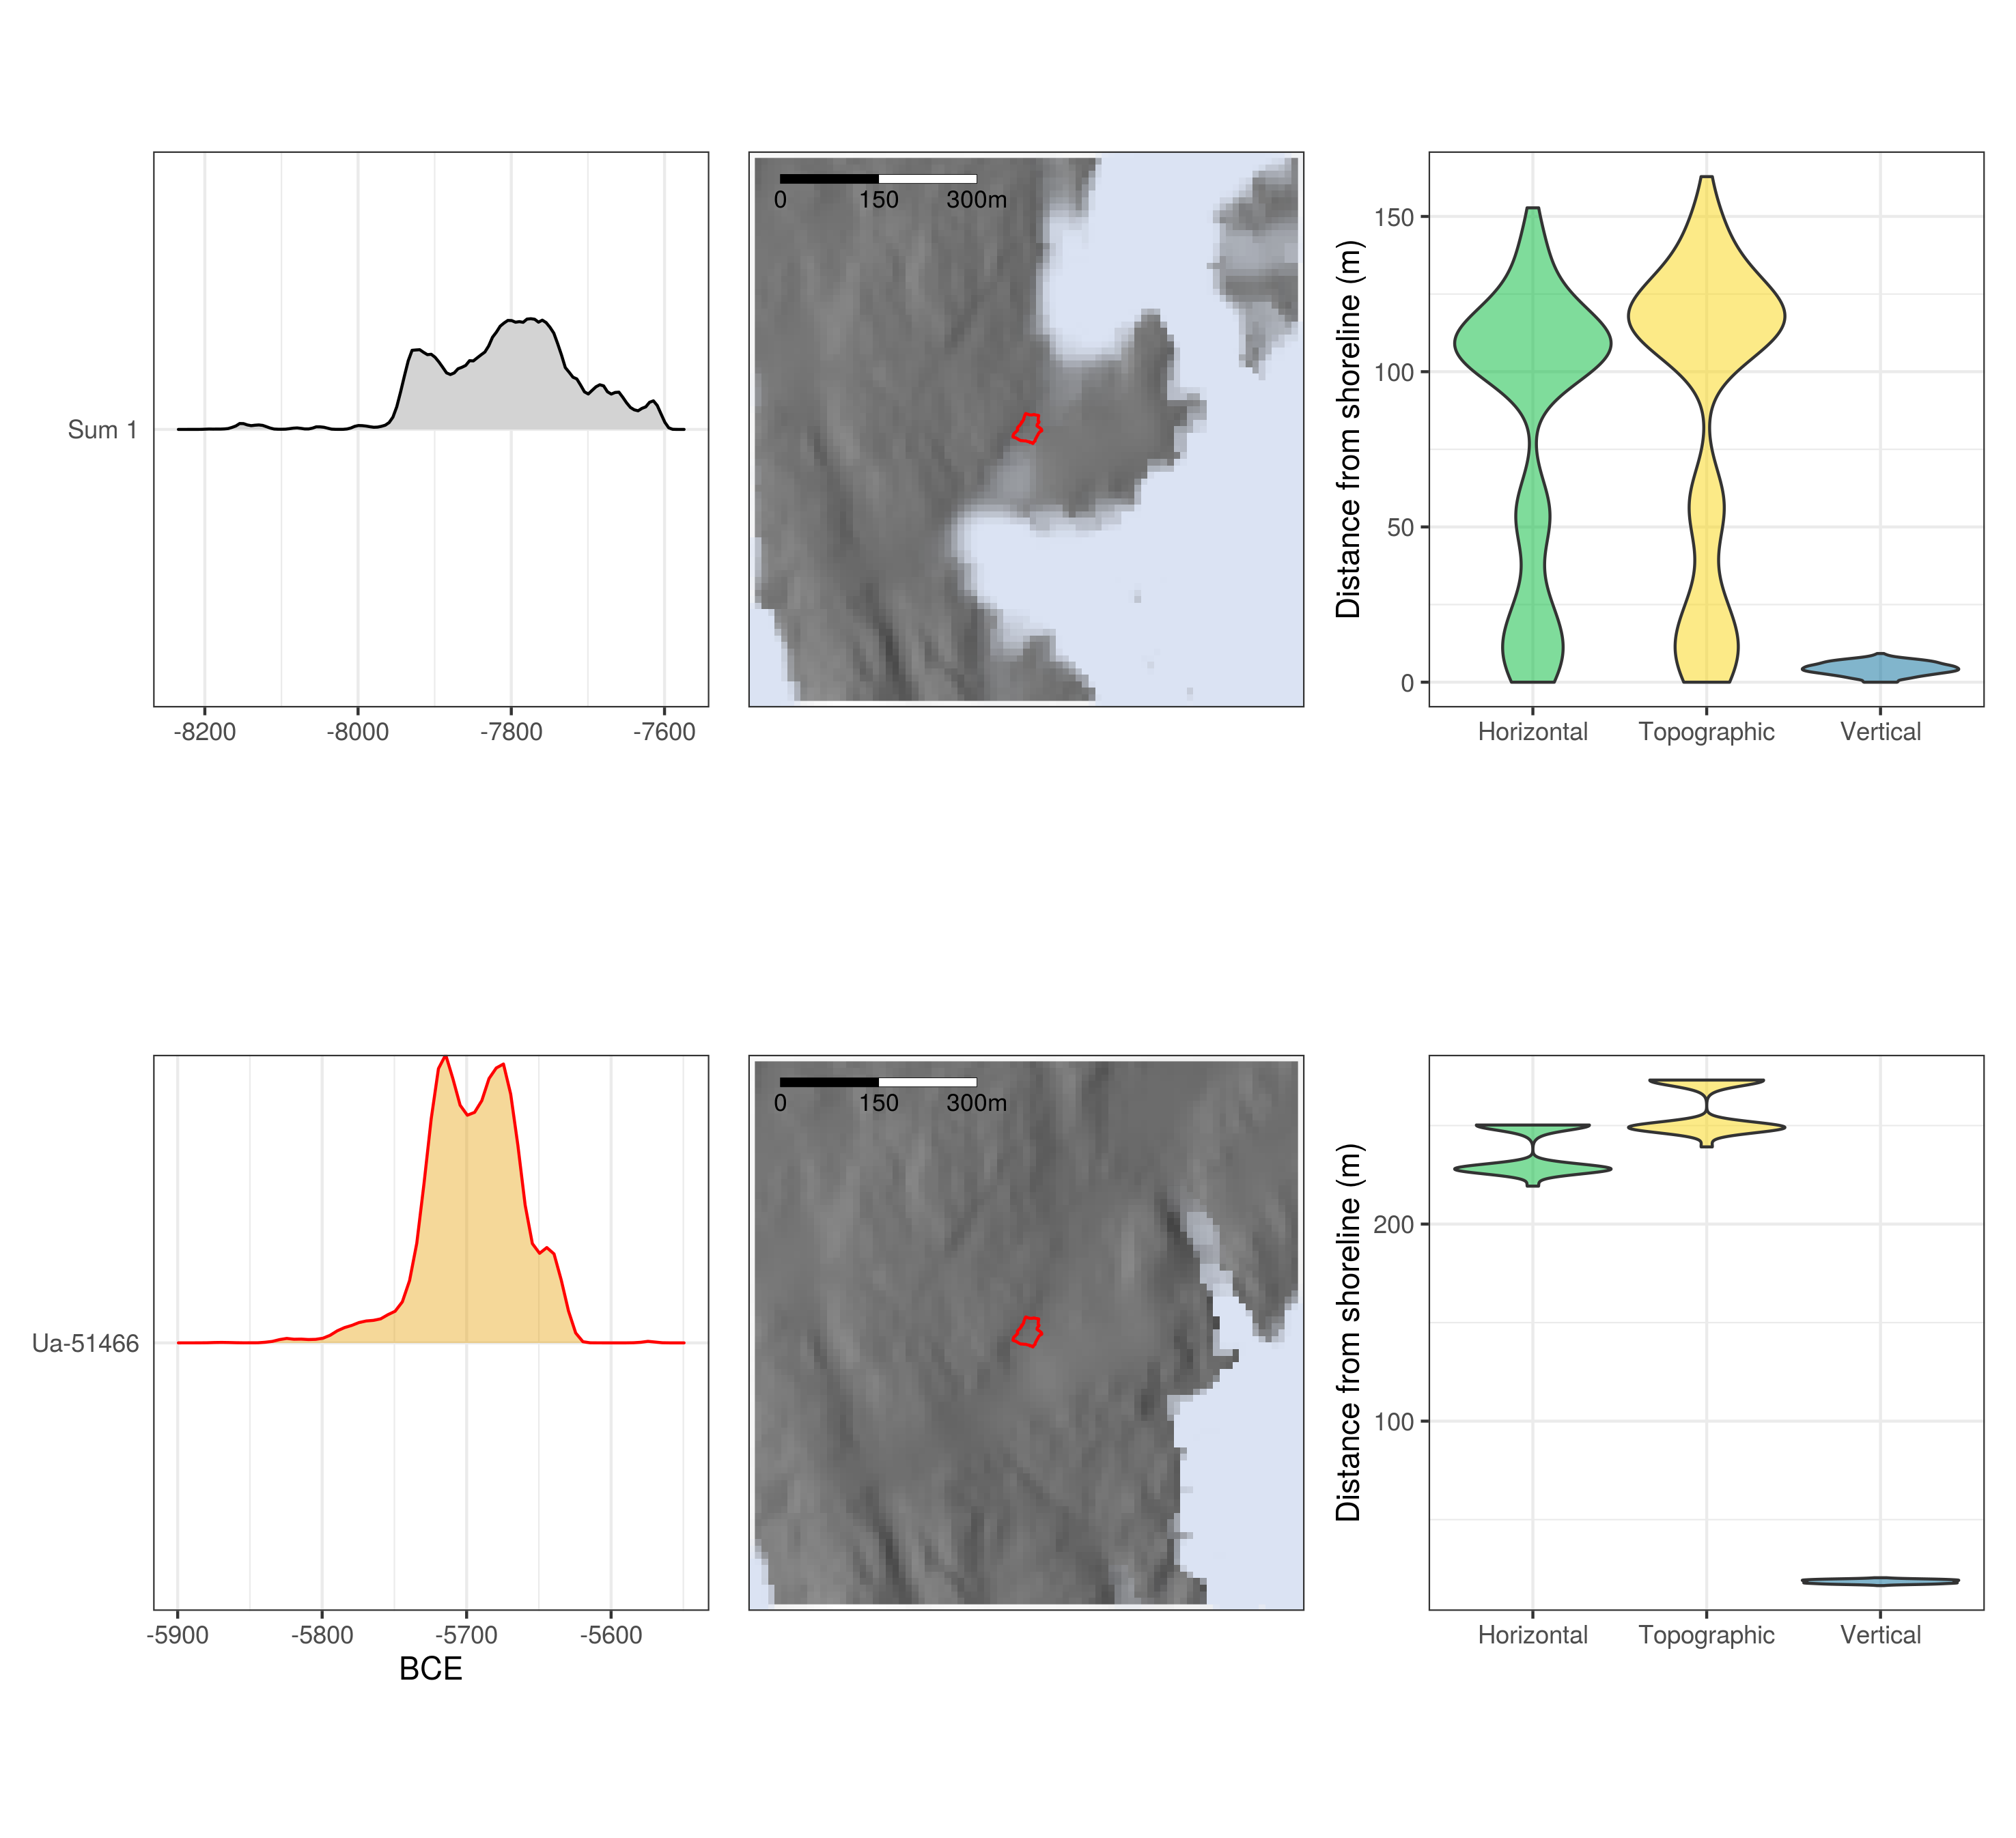 Sum 1
-8200 -8000 -7800 -7600
0 150 300m
Distance from shoreline (m)
150
100
50
0
Horizontal Topographic Vertical
Ua-51466
-5900 -5800 -5700 -5600
BCE
0 150 300m
Distance from shoreline (m)
200
100
Horizontal Topographic Vertical